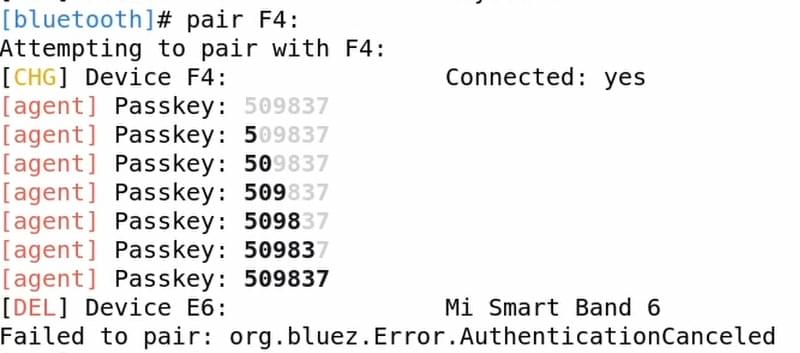 [bluetooth]# pair F4:
Attempting to pair with F4:
[CHG] Device F4: Connected: yes
[agent] Passkey: 509837
[agent] Passkey: 509837
[agent] Passkey: 509837
[agent] Passkey: 509837
[agent] Passkey: 509837
[agent] Passkey: 509837
[agent] Passkey: 509837
[DEL] Device E6: Mi Smart Band 6
Failed to pair: org.bluez.Error.AuthenticationCanceled